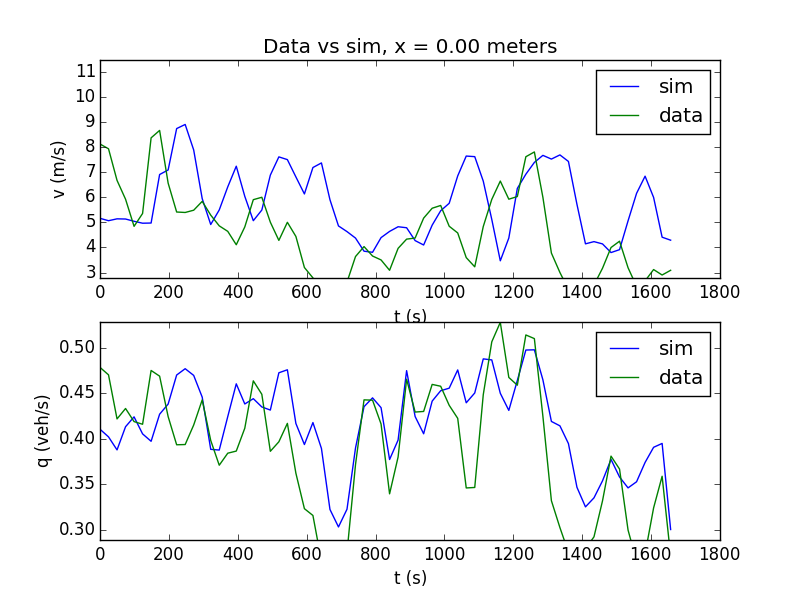 Data vs sim, x = 0.00 meters
11
10
9
8
7
6
5
4
3
v (m/s)
sim
data
0 200 400 600 800 1000 1200 1400 1600 1800
t (s)
0.50
0.45
0.40
0.35
0.30
q (veh/s)
sim
data
0 200 400 600 800 1000 1200 1400 1600 1800
t (s)